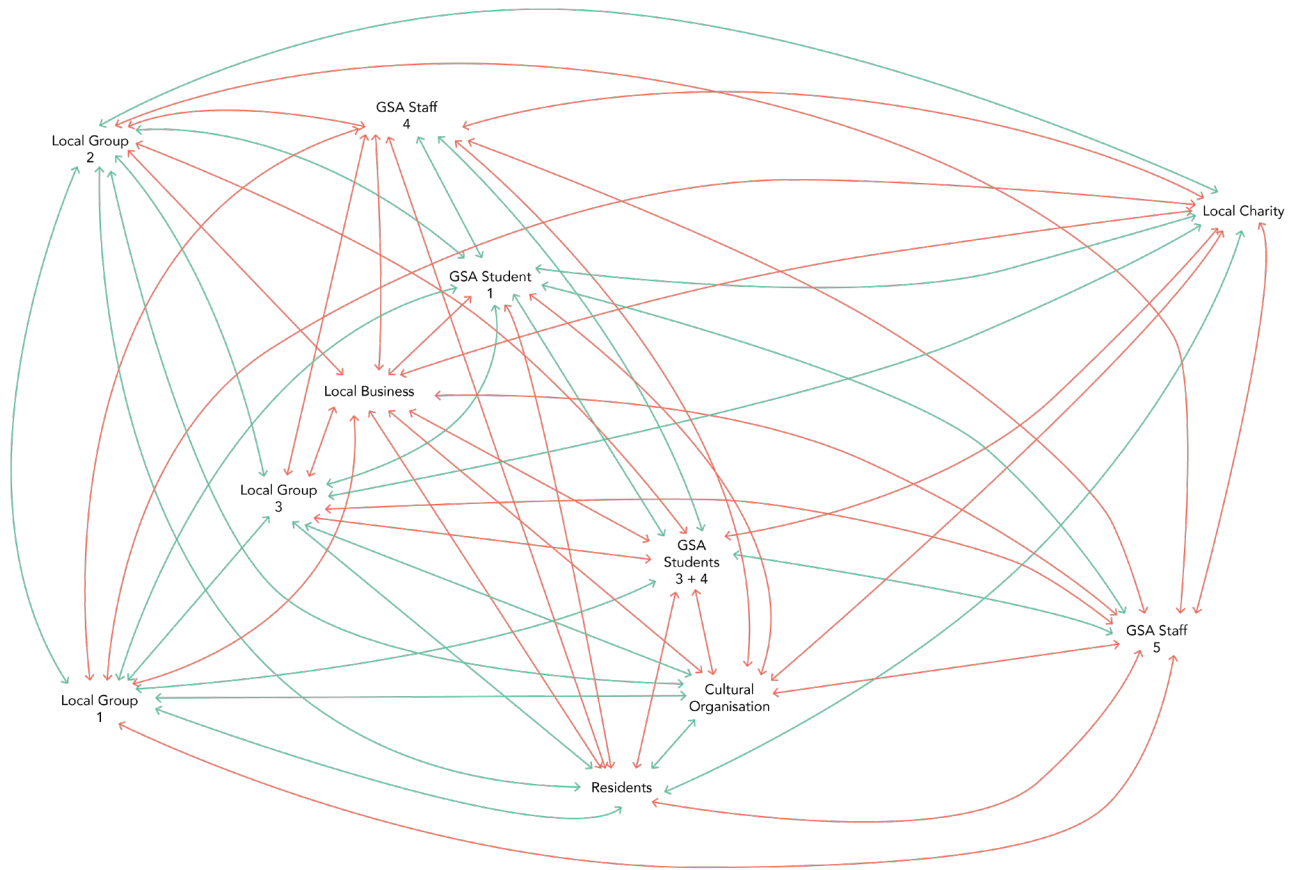 GSA Staff
4
Local Group
2
Local Charity
GSA Student
1
Local Business
Local Group
3
GSA
Students
3 + 4
GSA Staff
5
Local Group
1
Cultural
Organisation
Residents